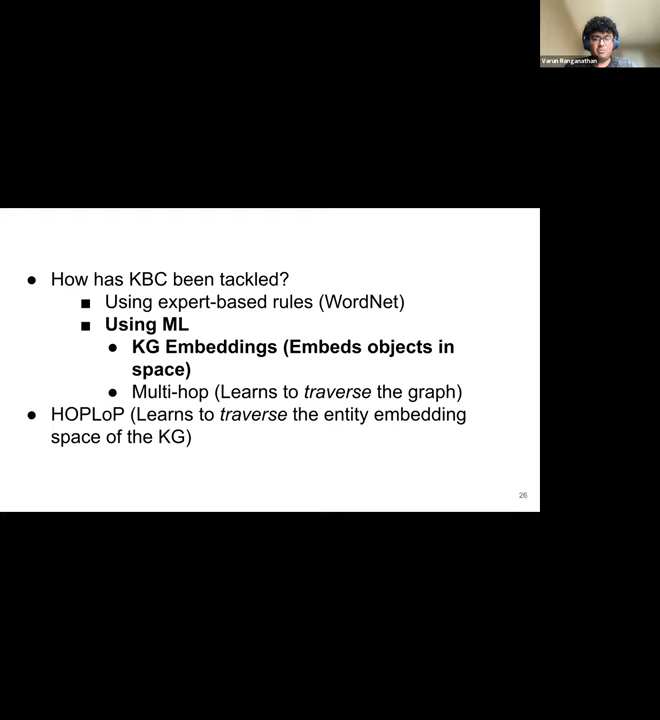 Varun Ranganathan
● How has KBC been tackled?
■ Using expert-based rules (WordNet)
■ Using ML
● KG Embeddings (Embeds objects in
space)
● Multi-hop (Learns to traverse the graph)
● HOPLoP (Learns to traverse the entity embedding
space of the KG)
26